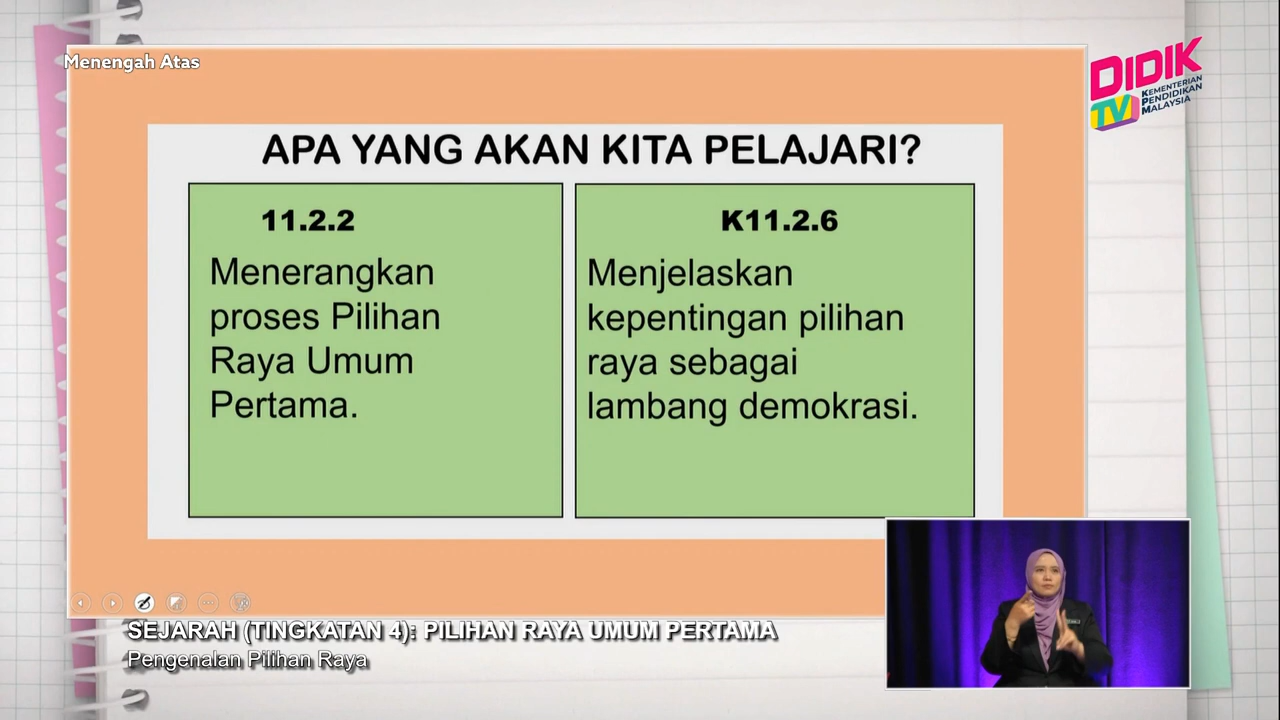 Menengah Atas
DIDIK
TV
KEMENTERIAN
PENDIDIKAN
MALAYSIA
APA YANG AKAN KITA PELAJARI?
11.2.2
Menerangkan
proses Pilihan
Raya Umum
Pertama.
K11.2.6
Menjelaskan
kepentingan pilihan
raya sebagai
lambang demokrasi.
SEJARAH (TINGKATAN 4): PILIHAN RAYA UMUM PERTAMA
Pengenalan Pilihan Raya